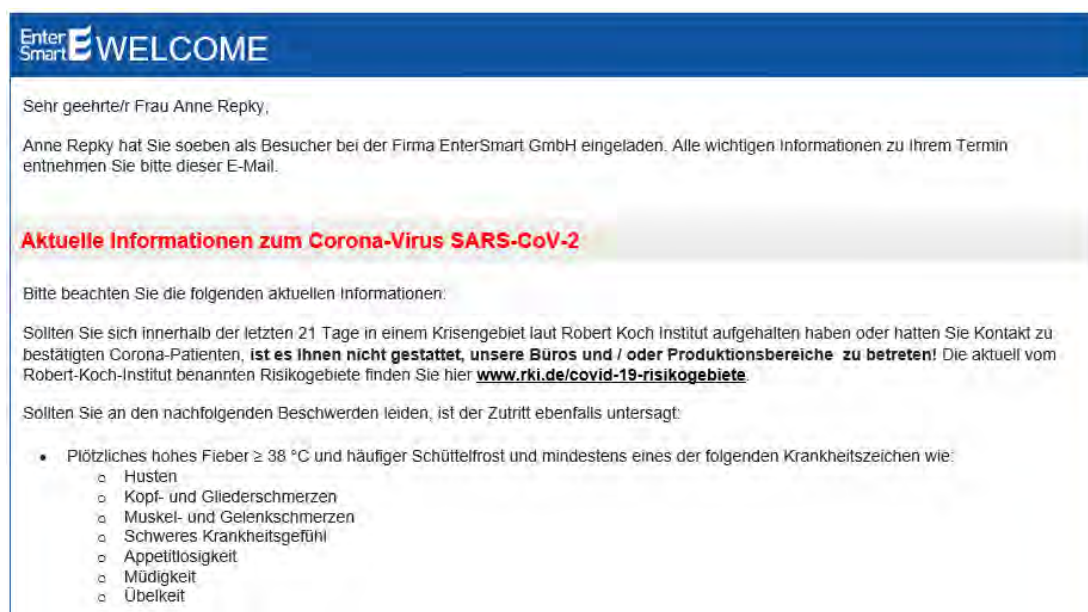 Enter
Smart E WELCOME
Sehr geehrte/r Frau Anne Repky,
Anne Repky hat Sie soeben als Besucher bei der Firma EnterSmart GmbH eingeladen. Alle wichtigen Informationen zu Ihrem Termin
entnehmen Sie bitte dieser E-Mail.
Aktuelle Informationen zum Corona-Virus SARS-CoV-2
Bitte beachten Sie die folgenden aktuellen Informationen:
Sollten Sie sich innerhalb der letzten 21 Tage in einem Krisengebiet laut Robert Koch Institut aufgehalten haben oder hatten Sie Kontakt zu
bestätigten Corona-Patienten, ist es Ihnen nicht gestattet, unsere Büros und / oder Produktionsbereiche zu betreten! Die aktuell vom
Robert-Koch-Institut benannten Risikogebiete finden Sie hier www.rki.de/covid-19-risikogebiete.
Sollten Sie an den nachfolgenden Beschwerden leiden, ist der Zutritt ebenfalls untersagt:
• Plötzliches hohes Fieber ≥ 38 °C und häufiger Schüttelfrost und mindestens eines der folgenden Krankheitszeichen wie:
o Husten
o Kopf- und Gliederschmerzen
o Muskel- und Gelenkschmerzen
o Schweres Krankheitsgefühl
o Appetitlosigkeit
o Müdigkeit
o Übelkeit